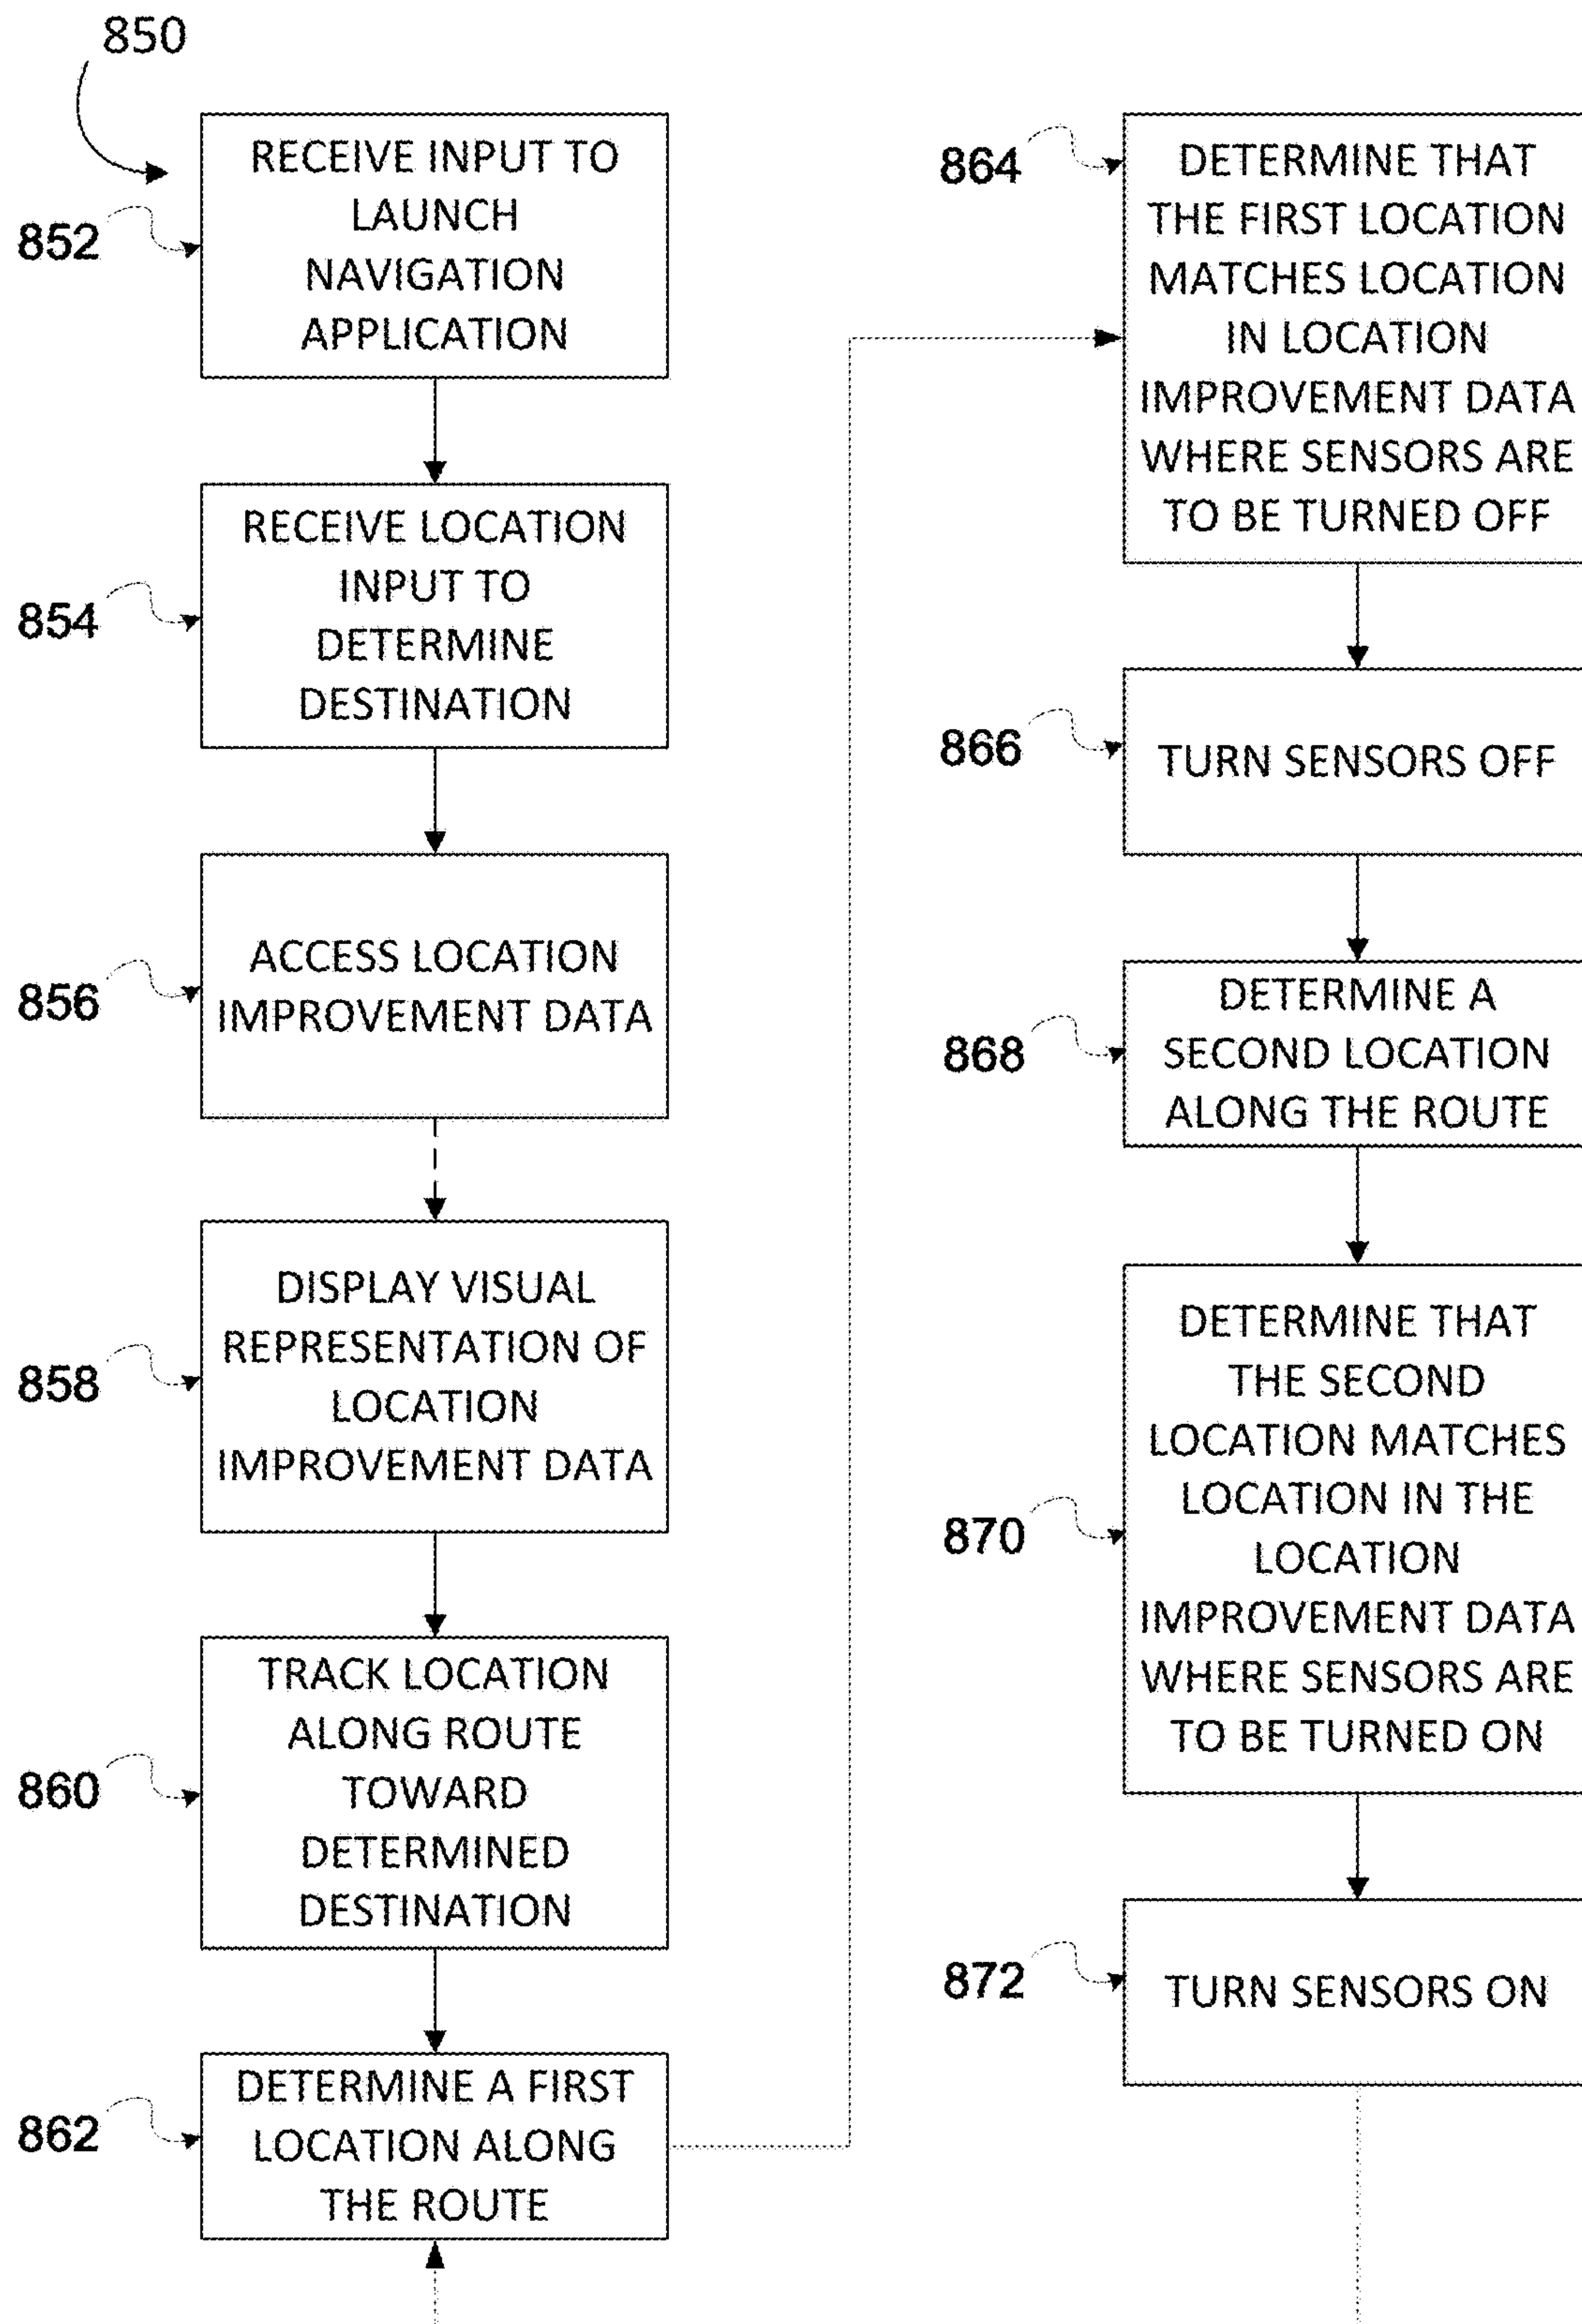 850
852
RECEIVE INPUT TO
LAUNCH
NAVIGATION
APPLICATION
854
RECEIVE LOCATION
INPUT TO
DETERMINE
DESTINATION
856
ACCESS LOCATION
IMPROVEMENT DATA
858
DISPLAY VISUAL
REPRESENTATION OF
LOCATION
IMPROVEMENT DATA
860
TRACK LOCATION
ALONG ROUTE
TOWARD
DETERMINED
DESTINATION
862
DETERMINE A FIRST
LOCATION ALONG
THE ROUTE
864
DETERMINE THAT
THE FIRST LOCATION
MATCHES LOCATION
IN LOCATION
IMPROVEMENT DATA
WHERE SENSORS ARE
TO BE TURNED OFF
866
TURN SENSORS OFF
868
DETERMINE A
SECOND LOCATION
ALONG THE ROUTE
870
DETERMINE THAT
THE SECOND
LOCATION MATCHES
LOCATION IN THE
LOCATION
IMPROVEMENT DATA
WHERE SENSORS ARE
TO BE TURNED ON
872
TURN SENSORS ON